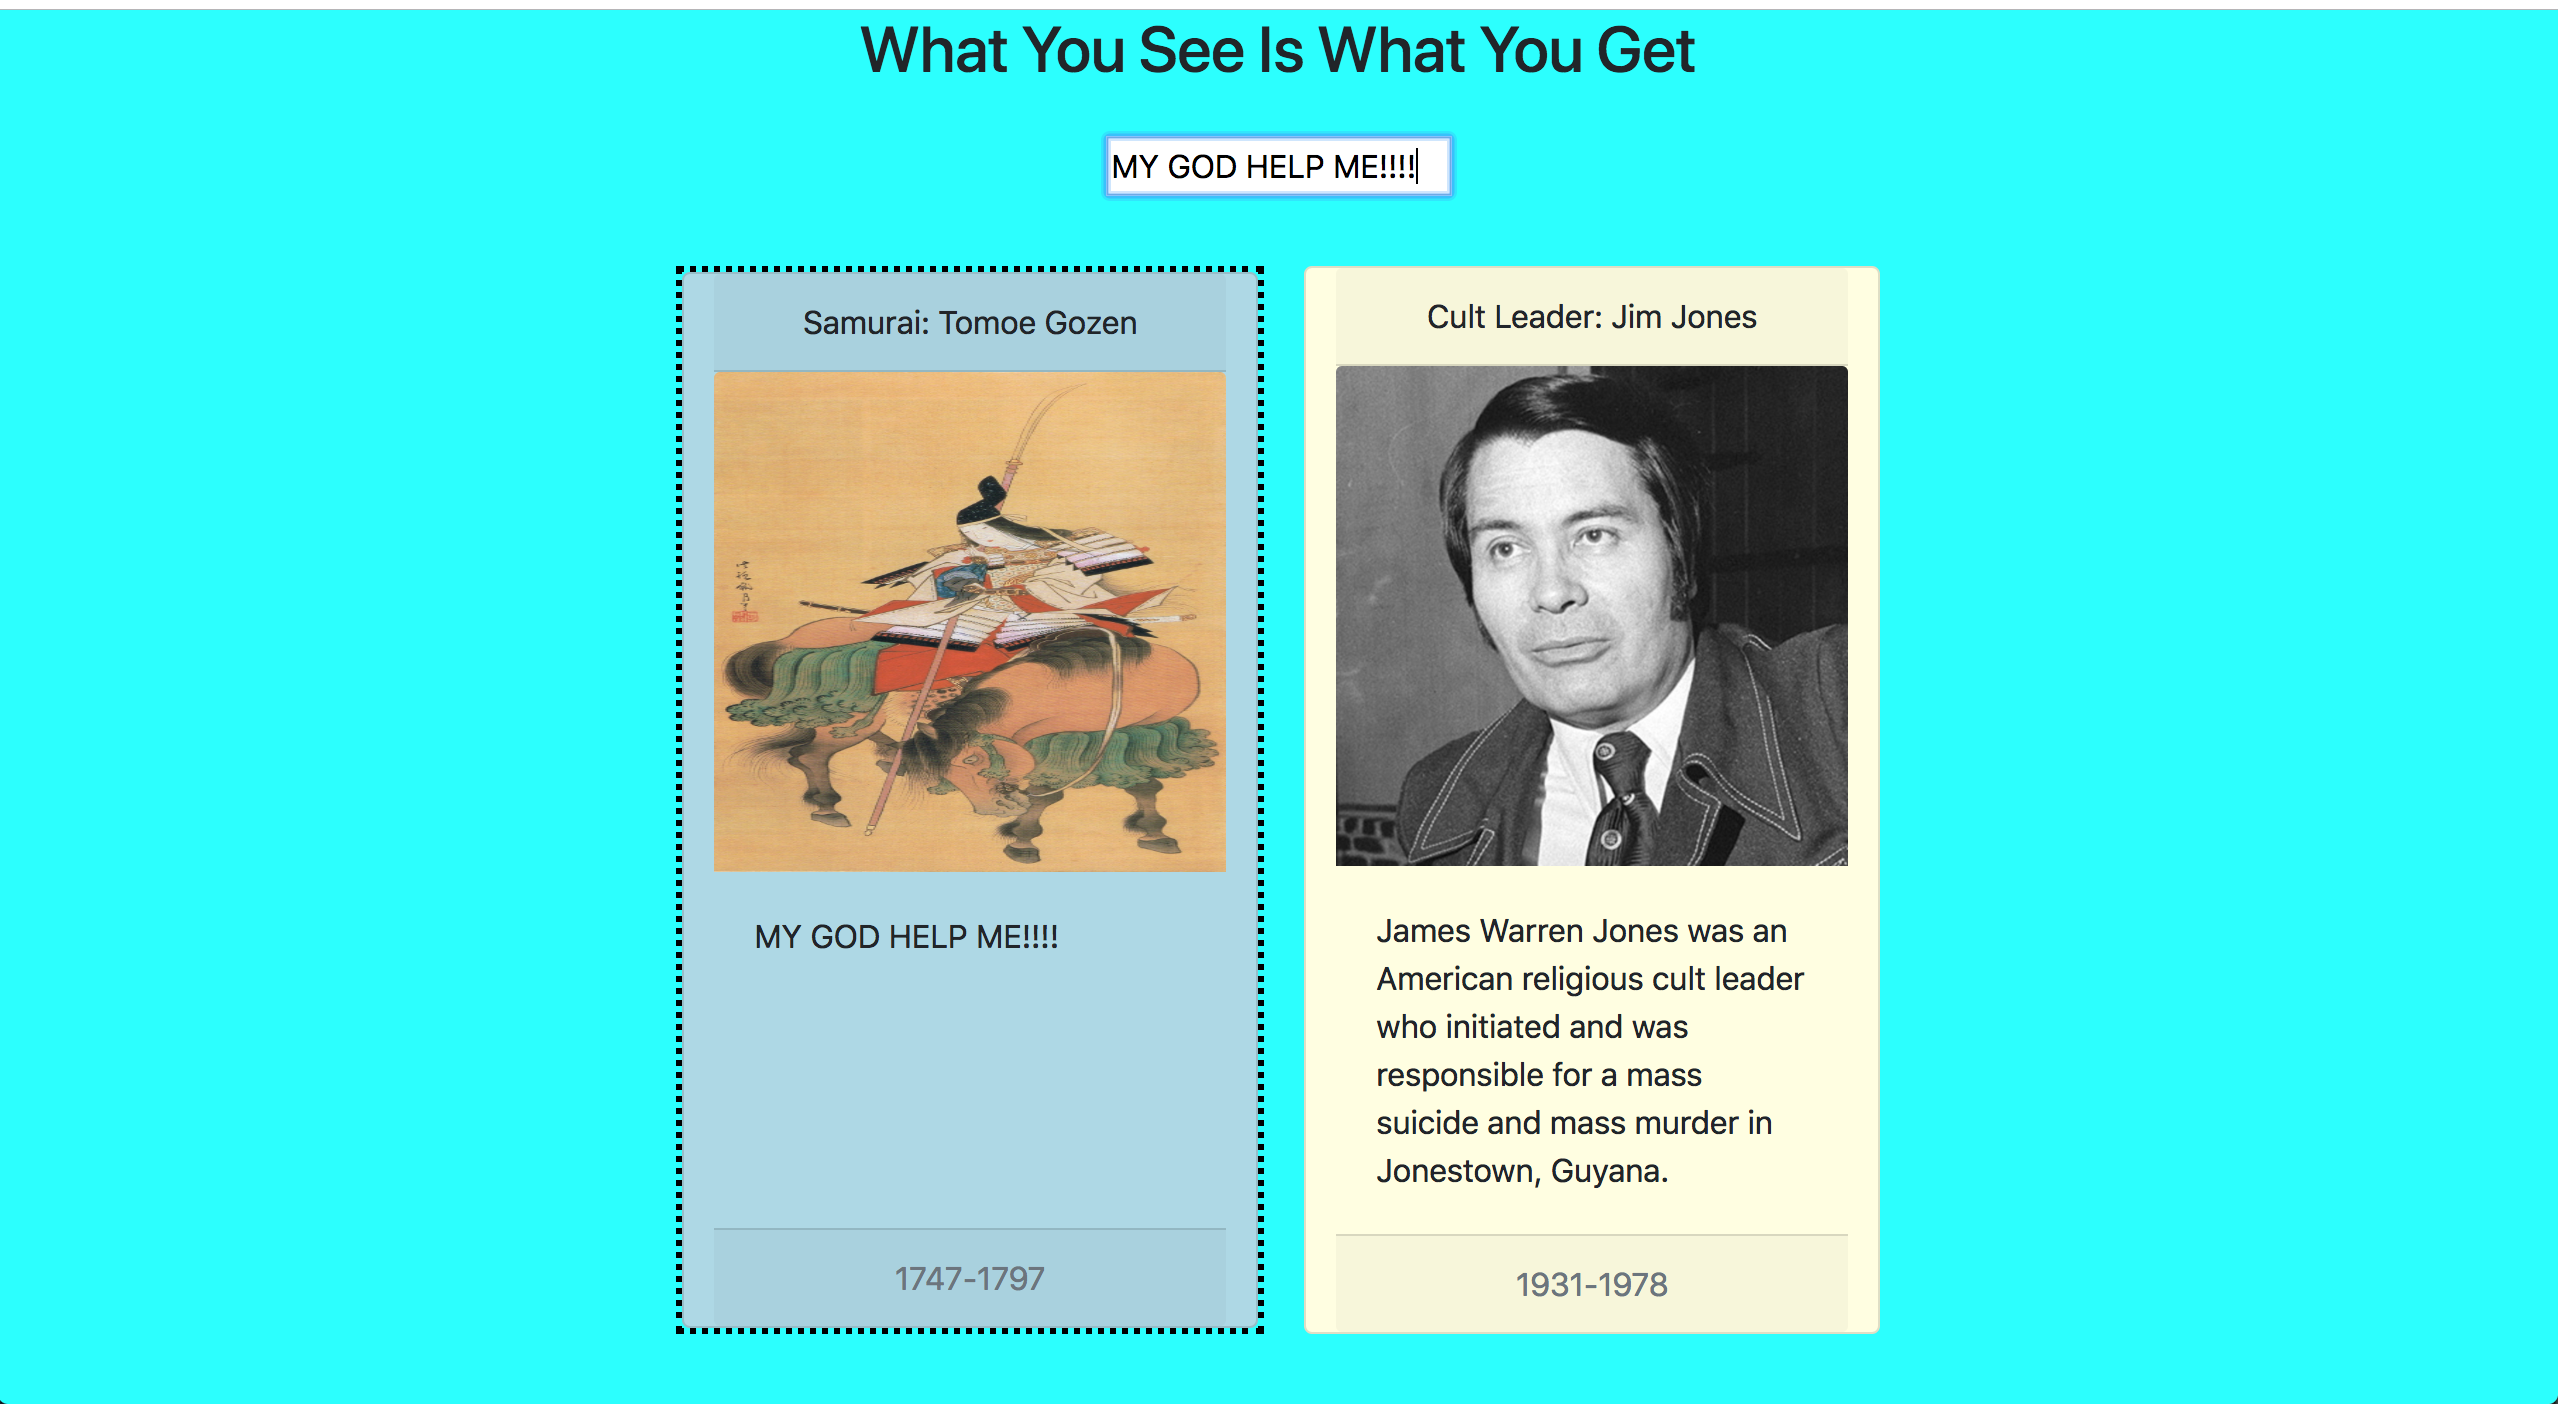 What You See Is What You Get
MY GOD HELP ME!!!!
Samurai: Tomoe Gozen
MY GOD HELP ME!!!!
1747-1797
Cult Leader: Jim Jones
James Warren Jones was an
American religious cult leader
who initiated and was
responsible for a mass
suicide and mass murder in
Jonestown, Guyana.
1931-1978